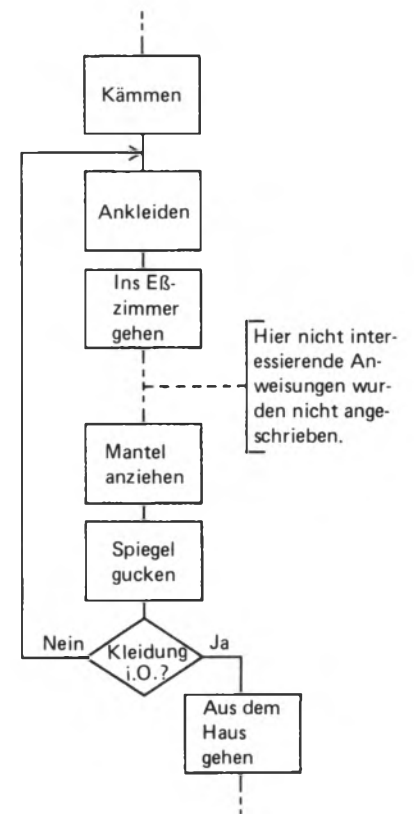 Kämmen
Ankleiden
Ins Eß-
zimmer
gehen
Hier nicht inter-
essierende An-
weisungen wur-
den nicht ange-
schrieben.
Mantel
anziehen
Spiegel
gucken
Nein
Kleidung
i.O.?
Ja
Aus dem
Haus
gehen